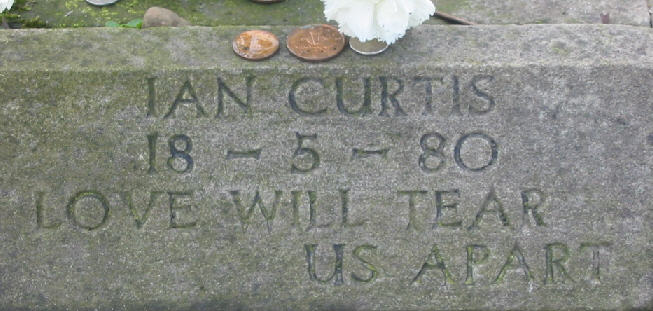 IAN CURTIS
18 – 5 – 80
LOVE WILL TEAR
US APART